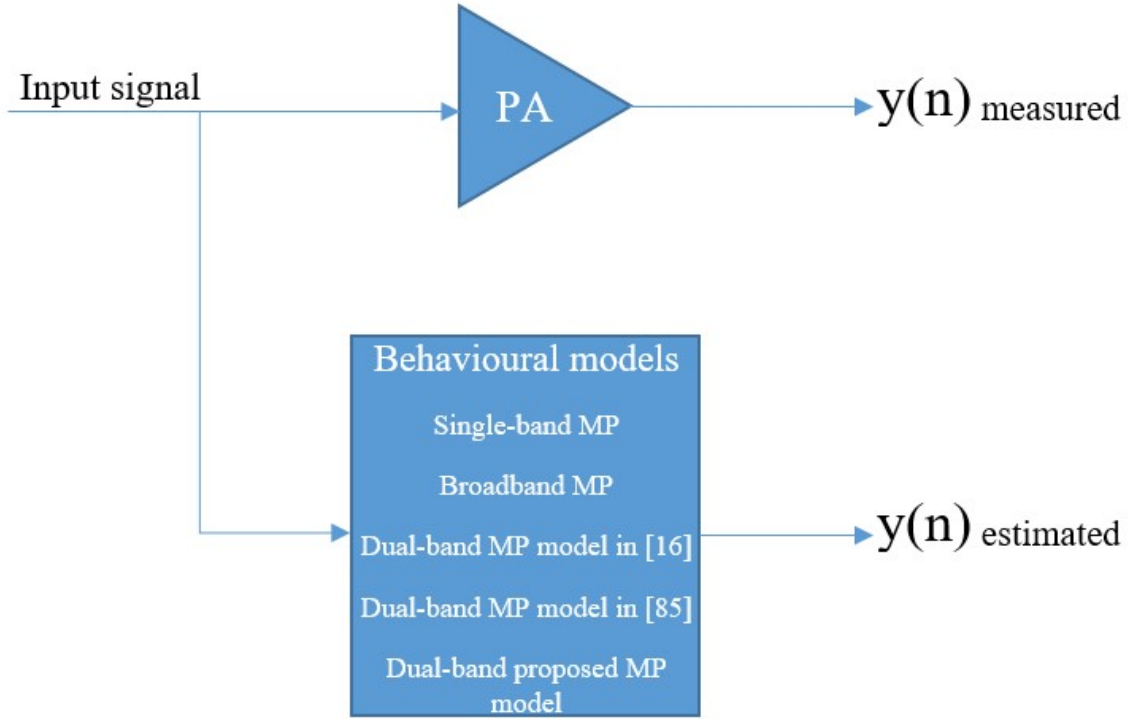 Input signal
PA
y(n) measured
Behavioural models
Single-band MP
Broadband MP
Dual-band MP model in [16]
y(n) estimated
Dual-band MP model in [85]
Dual-band proposed MP
model